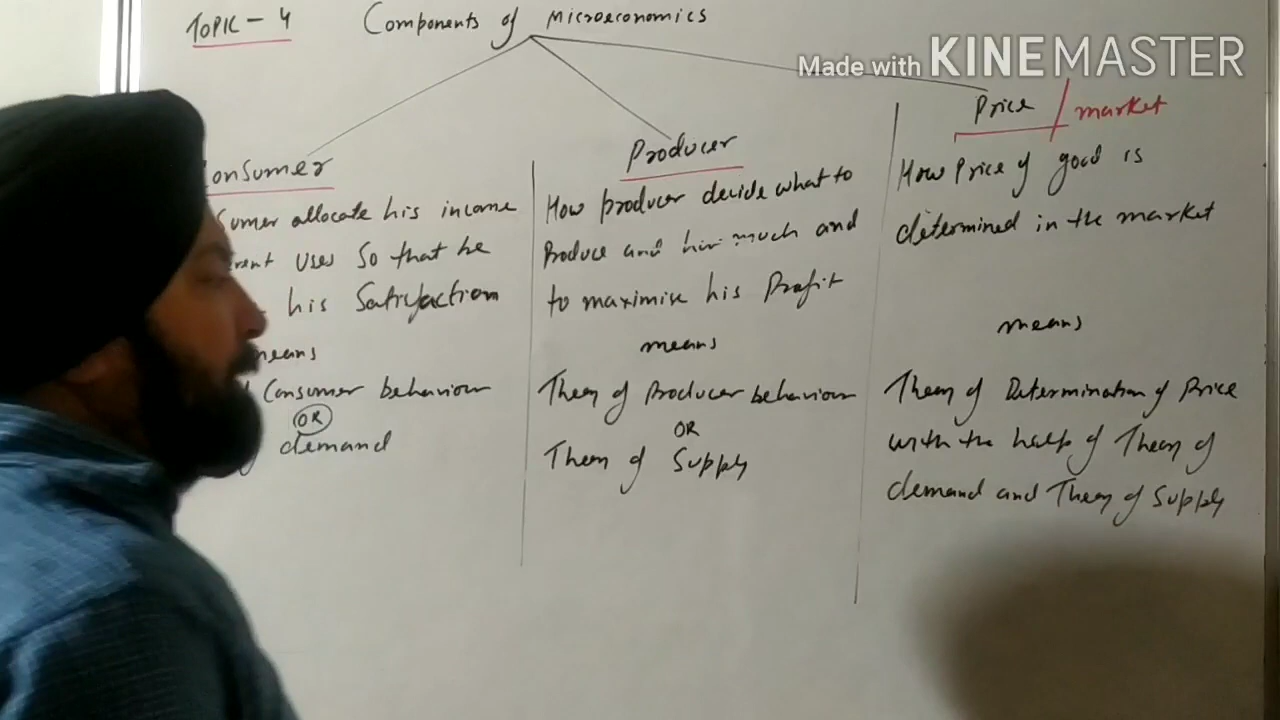 TOPIC - 4 Components of Microeconomics
Made with KINEMASTER
onsumer
sumer allocate his income
rent uses so that he
his Satisfaction
means
Consumer behaviour
OR
demand
Producer
How producer decide what to
Produce and how much and
to maximise his Profit
means
Theory of Producer behaviour
OR
Theory of Supply
Price / market
How Price of good is
determined in the market
means
Theory of Determination of Price
with the help of Theory of
demand and Theory of Supply